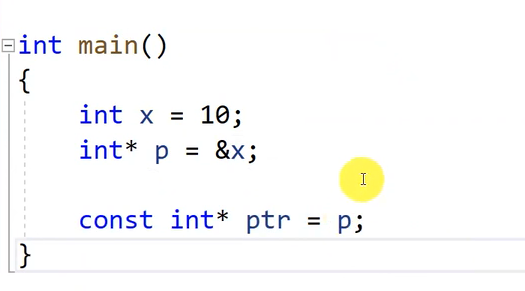 int main()
{
    int x = 10;
    int* p = &x;
    const int* ptr = p;
}